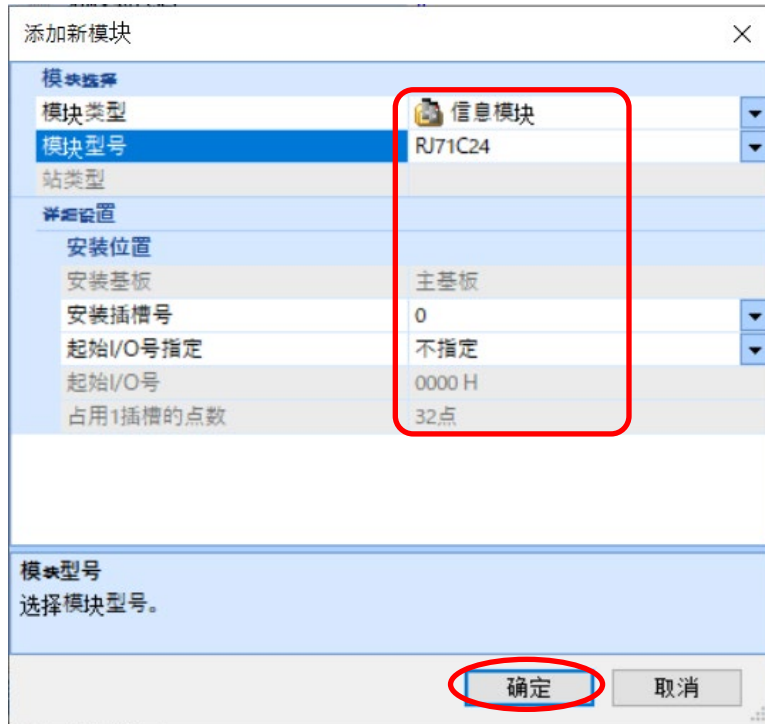 添加新模块
模块选择
模块类型 信息模块
模块型号 RJ71C24
站类型
详细设置
安装位置
安装基板 主基板
安装插槽号 0
起始I/O号指定 不指定
起始I/O号 0000 H
占用1插槽的点数 32点
模块型号
选择模块型号。
确定 取消